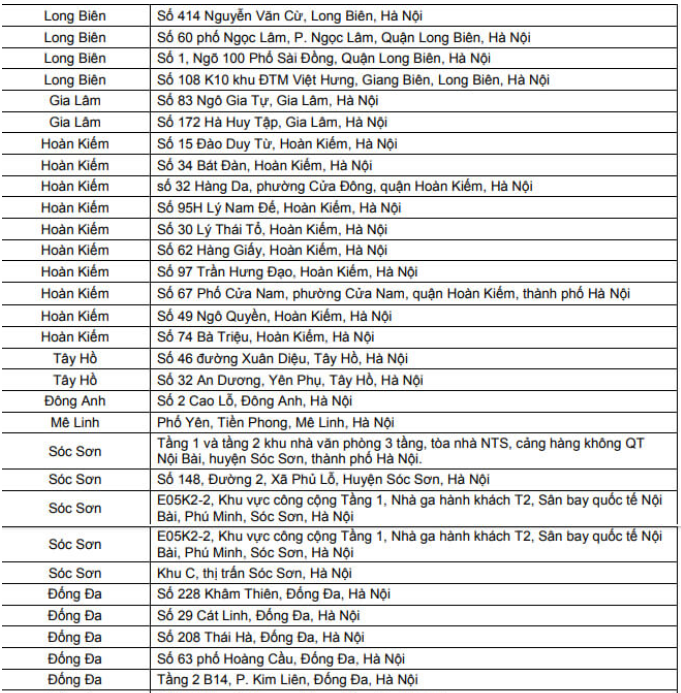 Long Biên Số 414 Nguyễn Văn Cừ, Long Biên, Hà Nội
Long Biên Số 60 phố Ngọc Lâm, P. Ngọc Lâm, Quận Long Biên, Hà Nội
Long Biên Số 1, Ngõ 100 Phố Sài Đồng, Quận Long Biên, Hà Nội
Long Biên Số 108 K10 khu ĐTM Việt Hưng, Giang Biên, Long Biên, Hà Nội
Gia Lâm Số 83 Ngô Gia Tự, Gia Lâm, Hà Nội
Gia Lâm Số 172 Hà Huy Tập, Gia Lâm, Hà Nội
Hoàn Kiếm Số 15 Đào Duy Từ, Hoàn Kiếm, Hà Nội
Hoàn Kiếm Số 34 Bát Đàn, Hoàn Kiếm, Hà Nội
Hoàn Kiếm số 32 Hàng Da, phường Cửa Đông, quận Hoàn Kiếm, Hà Nội
Hoàn Kiếm Số 95H Lý Nam Đế, Hoàn Kiếm, Hà Nội
Hoàn Kiếm Số 30 Lý Thái Tổ, Hoàn Kiếm, Hà Nội
Hoàn Kiếm Số 62 Hàng Giấy, Hoàn Kiếm, Hà Nội
Hoàn Kiếm Số 97 Trần Hưng Đạo, Hoàn Kiếm, Hà Nội
Hoàn Kiếm Số 67 Phố Cửa Nam, phường Cửa Nam, quận Hoàn Kiếm, thành phố Hà Nội
Hoàn Kiếm Số 49 Ngô Quyền, Hoàn Kiếm, Hà Nội
Hoàn Kiếm Số 74 Bà Triệu, Hoàn Kiếm, Hà Nội
Tây Hồ Số 46 đường Xuân Diệu, Tây Hồ, Hà Nội
Tây Hồ Số 32 An Dương, Yên Phụ, Tây Hồ, Hà Nội
Đông Anh Số 2 Cao Lỗ, Đông Anh, Hà Nội
Mê Linh Phố Yên, Tiền Phong, Mê Linh, Hà Nội
Sóc Sơn Tầng 1 và tầng 2 khu nhà văn phòng 3 tầng, tòa nhà NTS, cảng hàng không QT
Nội Bài, huyện Sóc Sơn, thành phố Hà Nội.
Sóc Sơn Số 148, Đường 2, Xã Phủ Lỗ, Huyện Sóc Sơn, Hà Nội
Sóc Sơn E05K2-2, Khu vực công cộng Tầng 1, Nhà ga hành khách T2, Sân bay quốc tế Nội
Bài, Phú Minh, Sóc Sơn, Hà Nội
Sóc Sơn E05K2-2, Khu vực công cộng Tầng 1, Nhà ga hành khách T2, Sân bay quốc tế Nội
Bài, Phú Minh, Sóc Sơn, Hà Nội
Sóc Sơn Khu C, thị trấn Sóc Sơn, Hà Nội
Đống Đa Số 228 Khâm Thiên, Đống Đa, Hà Nội
Đống Đa Số 29 Cát Linh, Đống Đa, Hà Nội
Đống Đa Số 208 Thái Hà, Đống Đa, Hà Nội
Đống Đa Số 63 phố Hoàng Cầu, Đống Đa, Hà Nội
Đống Đa Tầng 2 B14, P. Kim Liên, Đống Đa, Hà Nội